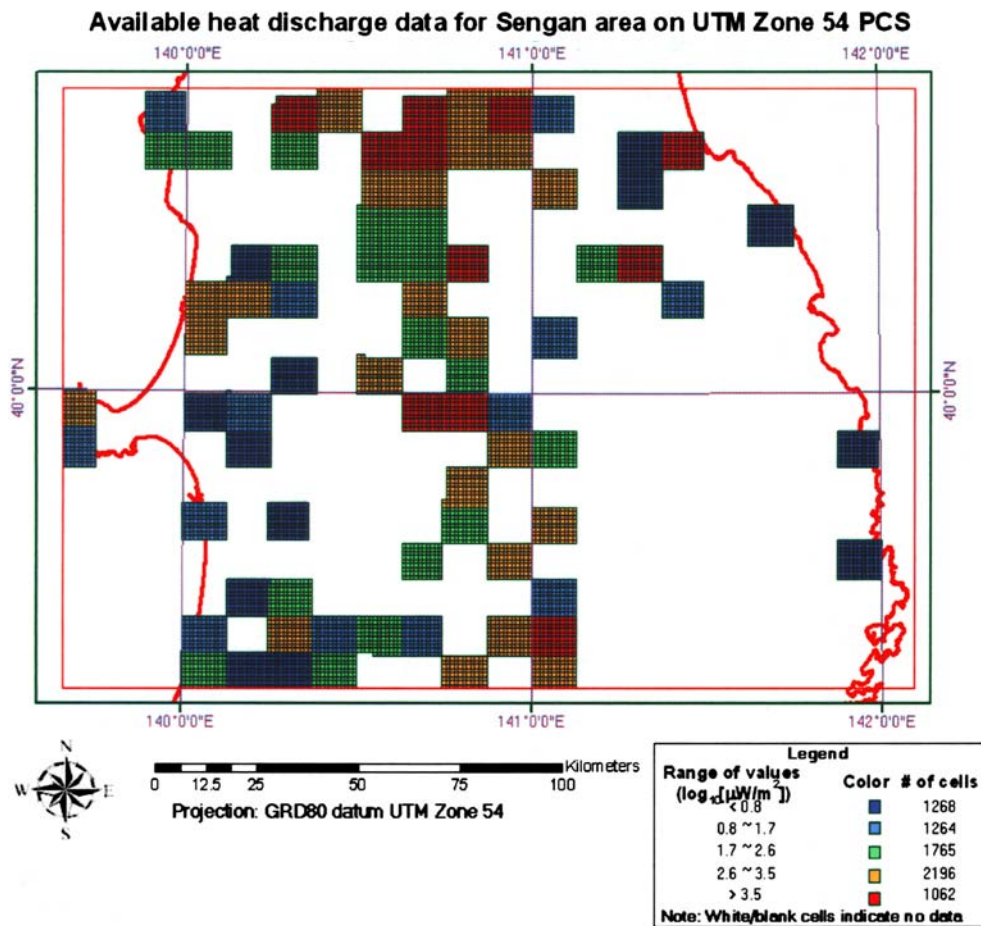 Available heat discharge data for Sengan area on UTM Zone 54 PCS
140°0'0"E 141°0'0"E 142°0'0"E
40°0'0"N 40°0'0"N
140°0'0"E 141°0'0"E 142°0'0"E
N
W E
S
0 12.5 25 50 75 100 Kilometers
Projection: GRD80 datum UTM Zone 54
Legend
Range of values Color # of cells
(log10[µW/m²])
< 0.8 1268
0.8 ~ 1.7 1264
1.7 ~ 2.6 1765
2.6 ~ 3.5 2196
> 3.5 1062
Note: White/blank cells indicate no data